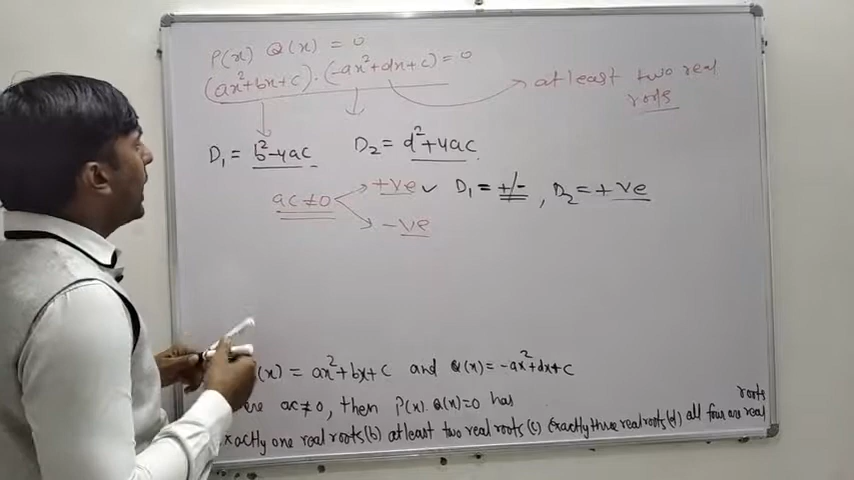 P(x) Q(x) = 0
(ax²+bx+c).(-ax²+dx+c) = 0
at least two real
roots
D₁ = b²-4ac D₂ = d²+4ac.
ac ≠ 0 +ve ✓ D₁ = +/-, D₂ = +ve
-ve
(x) = ax²+bx+c and Q(x) = -ax²+dx+c
ac ≠ 0, then P(x). Q(x)=0 has
xactly one real roots(b) atleast two real roots(c) exactly three real roots(d) all four are real
roots